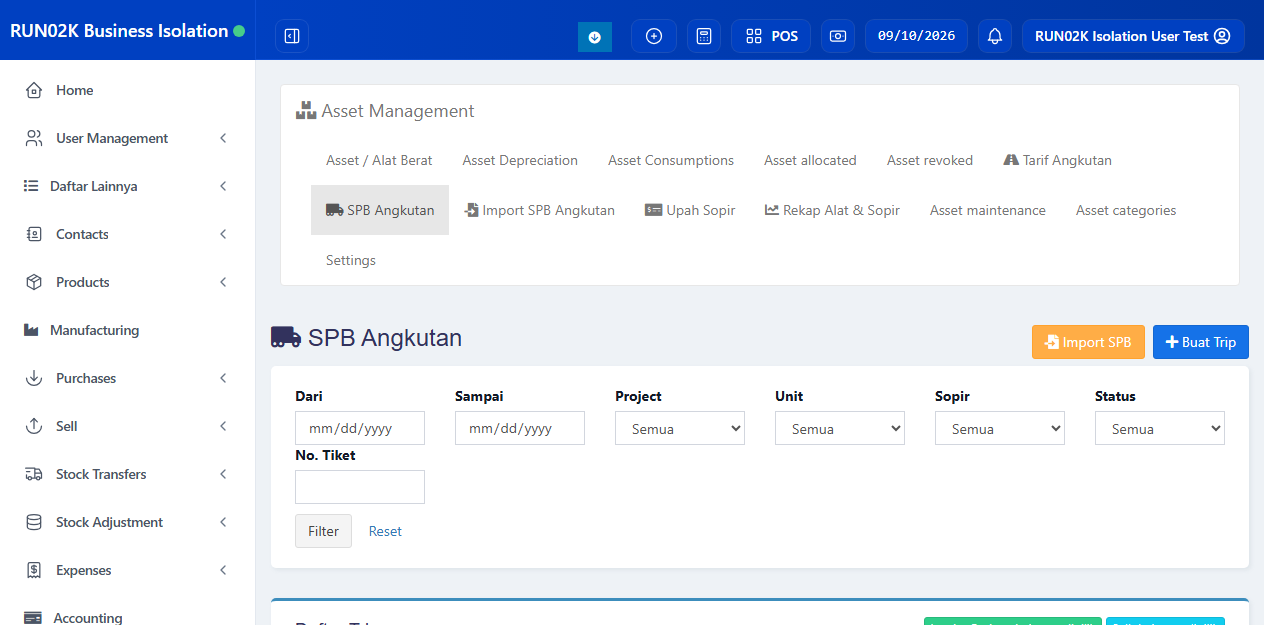 RUN02K Business Isolation
POS
09/10/2026
RUN02K Isolation User Test
Home
User Management
Daftar Lainnya
Contacts
Products
Manufacturing
Purchases
Sell
Stock Transfers
Stock Adjustment
Expenses
Accounting
Asset Management
Asset / Alat Berat
Asset Depreciation
Asset Consumptions
Asset allocated
Asset revoked
Tarif Angkutan
SPB Angkutan
Import SPB Angkutan
Upah Sopir
Rekap Alat & Sopir
Asset maintenance
Asset categories
Settings
SPB Angkutan
Import SPB
Buat Trip
Dari
Sampai
Project
Unit
Sopir
Status
mm/dd/yyyy
mm/dd/yyyy
Semua
Semua
Semua
Semua
No. Tiket
Filter
Reset